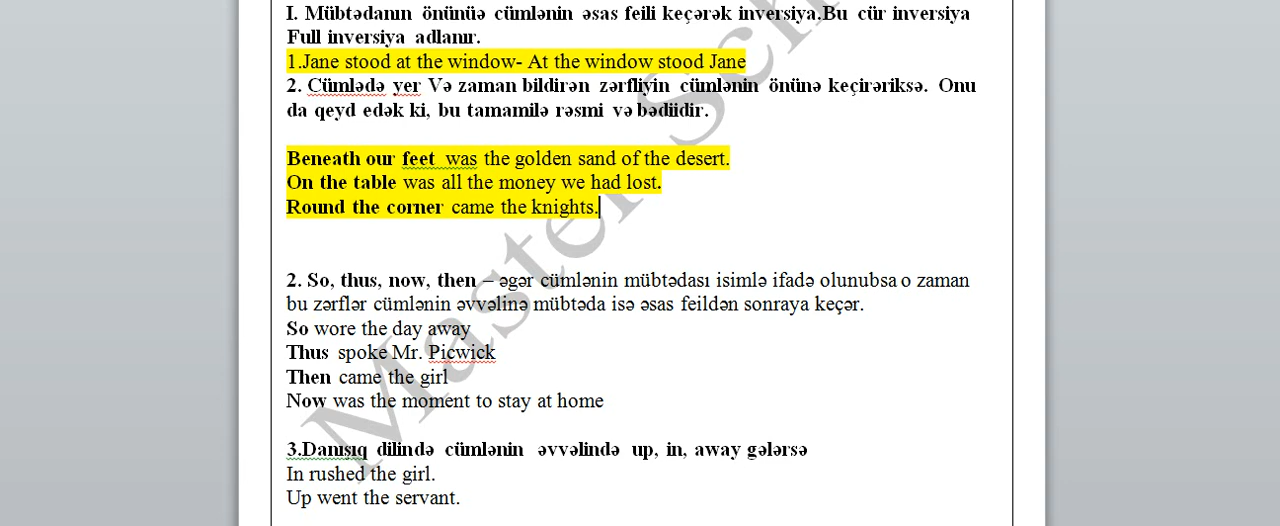 I. Mübtədanın önünüə cümlənin əsas feili keçərək inversiya.Bu cür inversiya
Full inversiya adlanır.
1.Jane stood at the window- At the window stood Jane
2. Cümlədə yer Və zaman bildirən zərfliyin cümlənin önünə keçirəriksə. Onu
da qeyd edək ki, bu tamamilə rəsmi və bədiidir.
Beneath our feet was the golden sand of the desert.
On the table was all the money we had lost.
Round the corner came the knights.
2. So, thus, now, then – əgər cümlənin mübtədası isimlə ifadə olunubsa o zaman
bu zərflər cümlənin əvvəlinə mübtəda isə əsas feildən sonraya keçər.
So wore the day away
Thus spoke Mr. Picwick
Then came the girl
Now was the moment to stay at home
3.Danışıq dilində cümlənin əvvəlində up, in, away gələrsə
In rushed the girl.
Up went the servant.